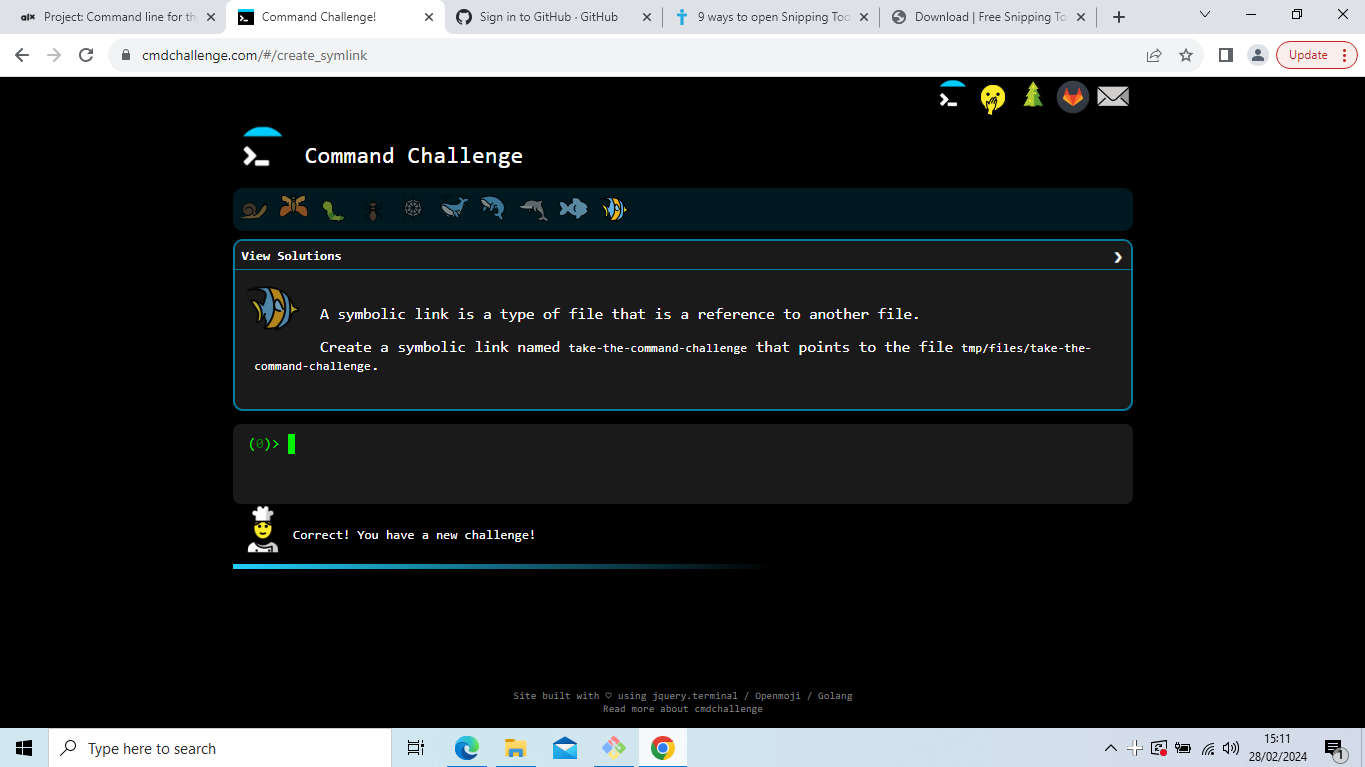 alx Project: Command line for th
Command Challenge!
Sign in to GitHub · GitHub
9 ways to open Snipping Too
Download | Free Snipping To
cmdchallenge.com/#/create_symlink
Update
Command Challenge
View Solutions
A symbolic link is a type of file that is a reference to another file.
Create a symbolic link named take-the-command-challenge that points to the file tmp/files/take-the-
command-challenge.
(0)>
Correct! You have a new challenge!
Site built with ♡ using jquery.terminal / Openmoji / Golang
Read more about cmdchallenge
Type here to search
15:11
28/02/2024
1